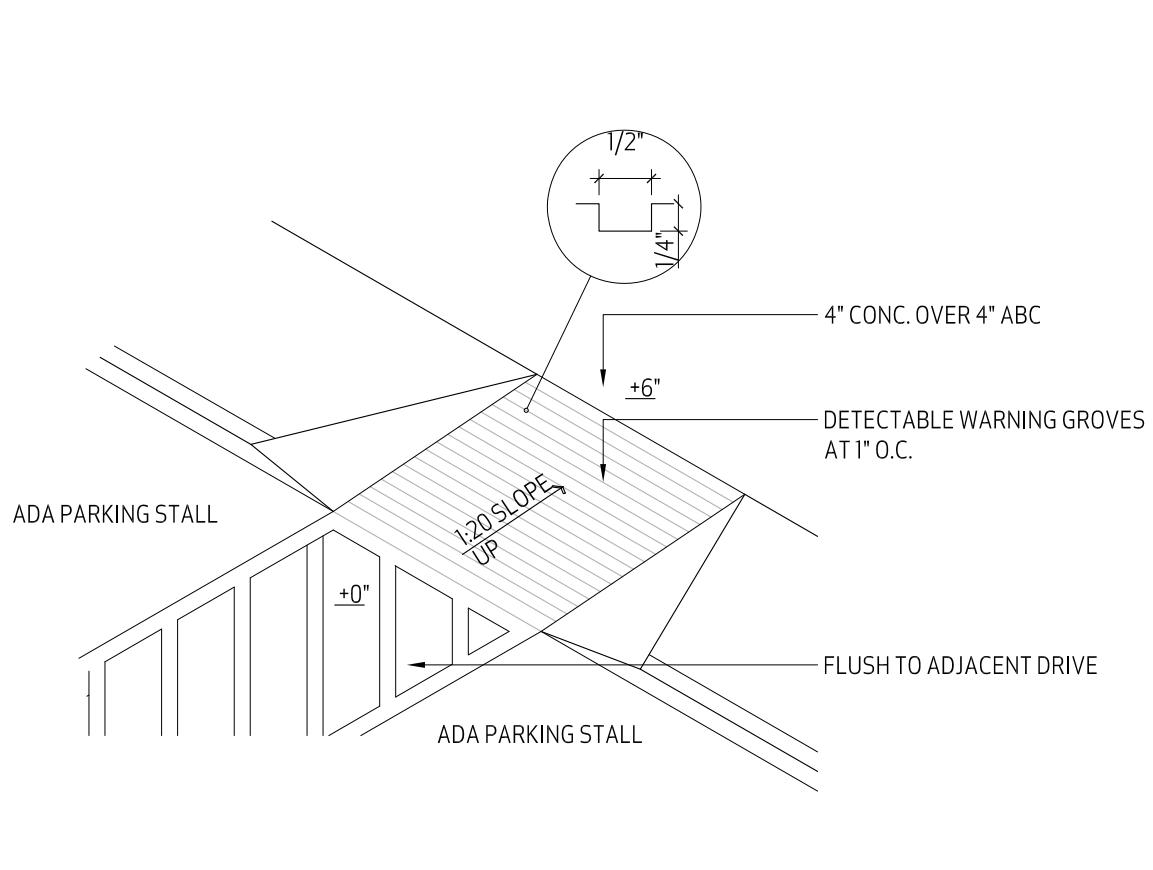 1/2"
1/4"
4" CONC. OVER 4" ABC
+6"
DETECTABLE WARNING GROVES
AT 1" O.C.
1:20 SLOPE
UP
ADA PARKING STALL
+0"
FLUSH TO ADJACENT DRIVE
ADA PARKING STALL